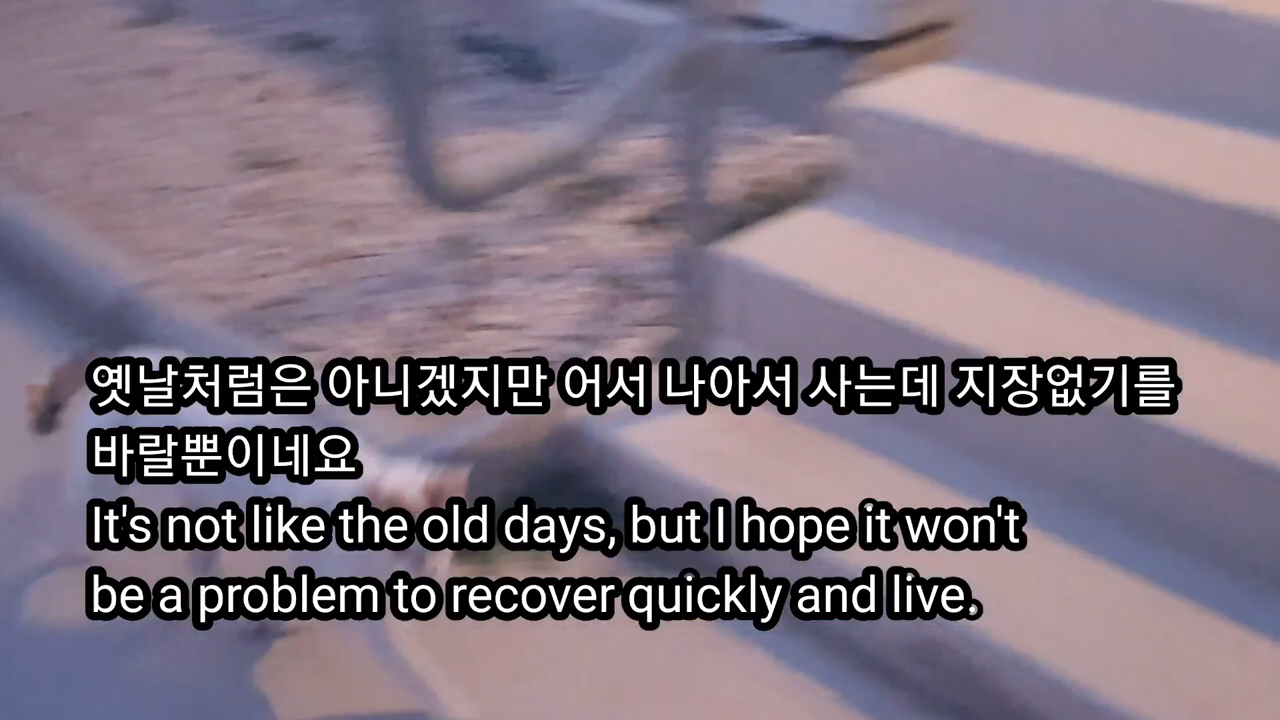 옛날처럼은 아니겠지만 어서 나아서 사는데 지장없기를
바랄뿐이네요
It's not like the old days, but I hope it won't
be a problem to recover quickly and live.